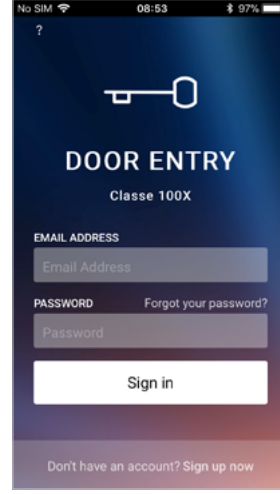 No SIM 08:53 97%
?
DOOR ENTRY
Classe 100X
EMAIL ADDRESS
Email Address
PASSWORD Forgot your password?
Password
Sign in
Don't have an account? Sign up now